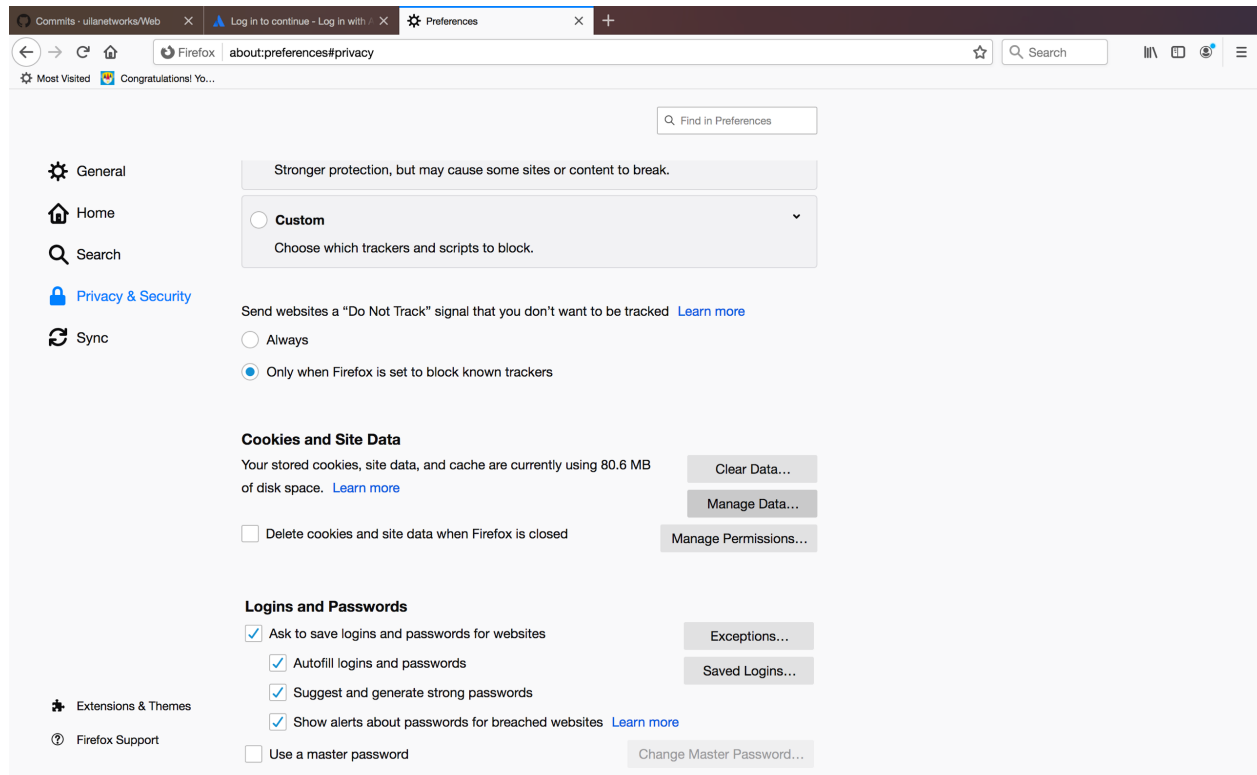 Commits · uilanetworks/Web
Log in to continue - Log in with A
Preferences
Firefox
about:preferences#privacy
Search
Most Visited
Congratulations! Yo...
Find in Preferences
General
Home
Search
Privacy & Security
Sync
Stronger protection, but may cause some sites or content to break.
Custom
Choose which trackers and scripts to block.
Send websites a “Do Not Track” signal that you don’t want to be tracked Learn more
Always
Only when Firefox is set to block known trackers
Cookies and Site Data
Your stored cookies, site data, and cache are currently using 80.6 MB
of disk space. Learn more
Clear Data…
Manage Data…
Delete cookies and site data when Firefox is closed
Manage Permissions…
Logins and Passwords
Ask to save logins and passwords for websites
Exceptions…
Autofill logins and passwords
Saved Logins…
Suggest and generate strong passwords
Show alerts about passwords for breached websites Learn more
Use a master password
Change Master Password…
Extensions & Themes
Firefox Support